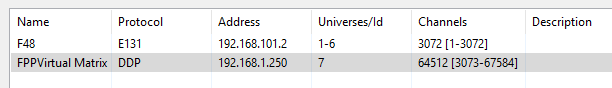 Name Protocol Address Universes/Id Channels Description
F48 E131 192.168.101.2 1-6 3072 [1-3072]
FPPVirtual Matrix DDP 192.168.1.250 7 64512 [3073-67584]